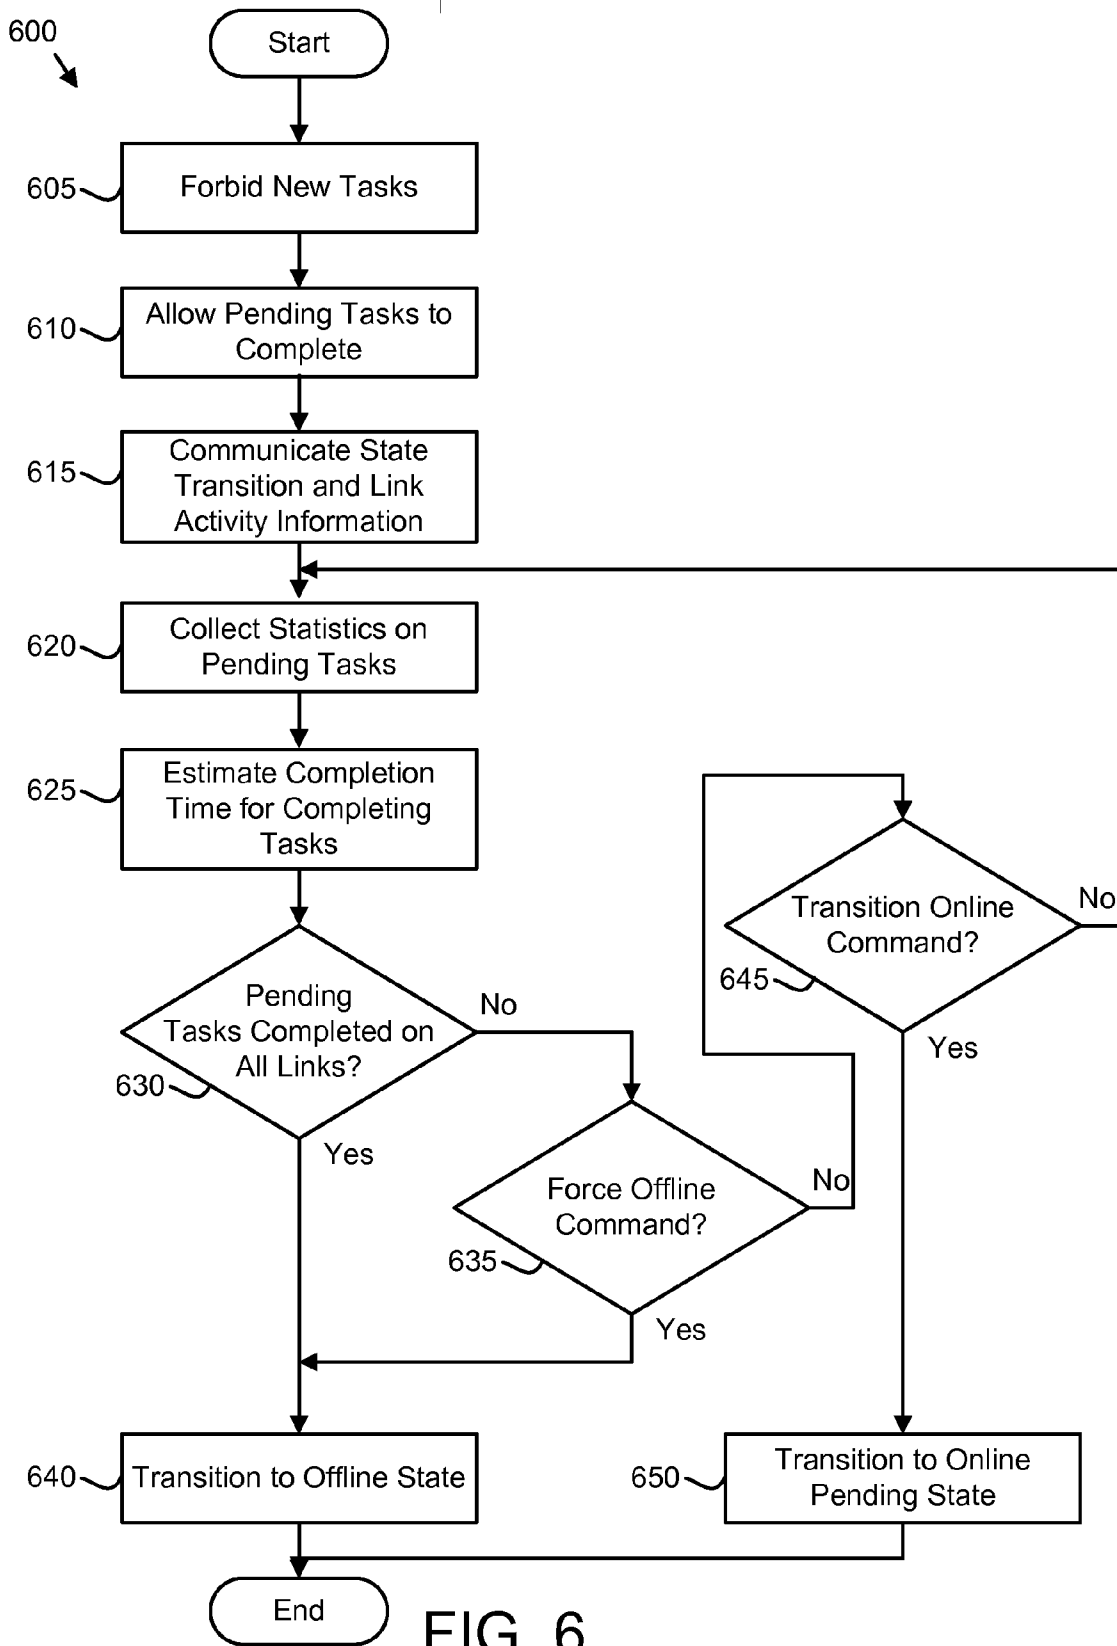 600
Start
605
Forbid New Tasks
610
Allow Pending Tasks to
Complete
615
Communicate State
Transition and Link
Activity Information
620
Collect Statistics on
Pending Tasks
625
Estimate Completion
Time for Completing
Tasks
Pending
Tasks Completed on
All Links?
630
No
Yes
Force Offline
Command?
635
No
Yes
Transition Online
Command?
645
No
Yes
640
Transition to Offline State
650
Transition to Online
Pending State
End
FIG. 6